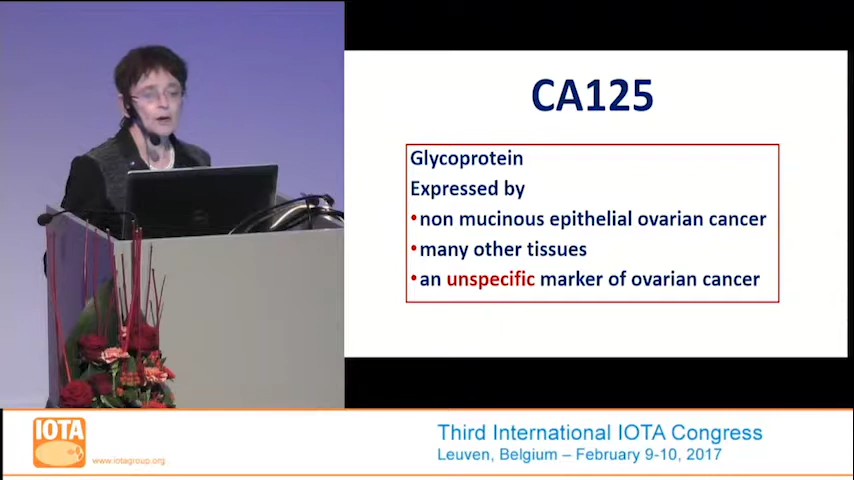 CA125
Glycoprotein
Expressed by
•non mucinous epithelial ovarian cancer
•many other tissues
•an unspecific marker of ovarian cancer
IOTA
www.iotagroup.org
Third International IOTA Congress
Leuven, Belgium – February 9-10, 2017